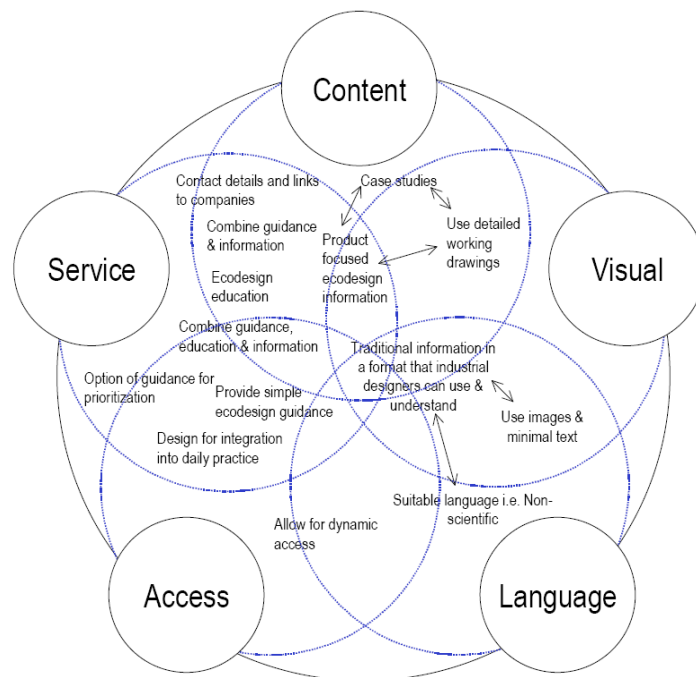 Content
Contact details and links
to companies
Case studies
Combine guidance
& information
Use detailed
working
drawings
Product
focused
ecodesign
information
Service
Visual
Ecodesign
education
Combine guidance,
education & information
Traditional information in
a format that industrial
designers can use &
understand
Option of guidance for
prioritization
Provide simple
ecodesign guidance
Use images &
minimal text
Design for integration
into daily practice
Suitable language i.e. Non-
scientific
Allow for dynamic
access
Access
Language